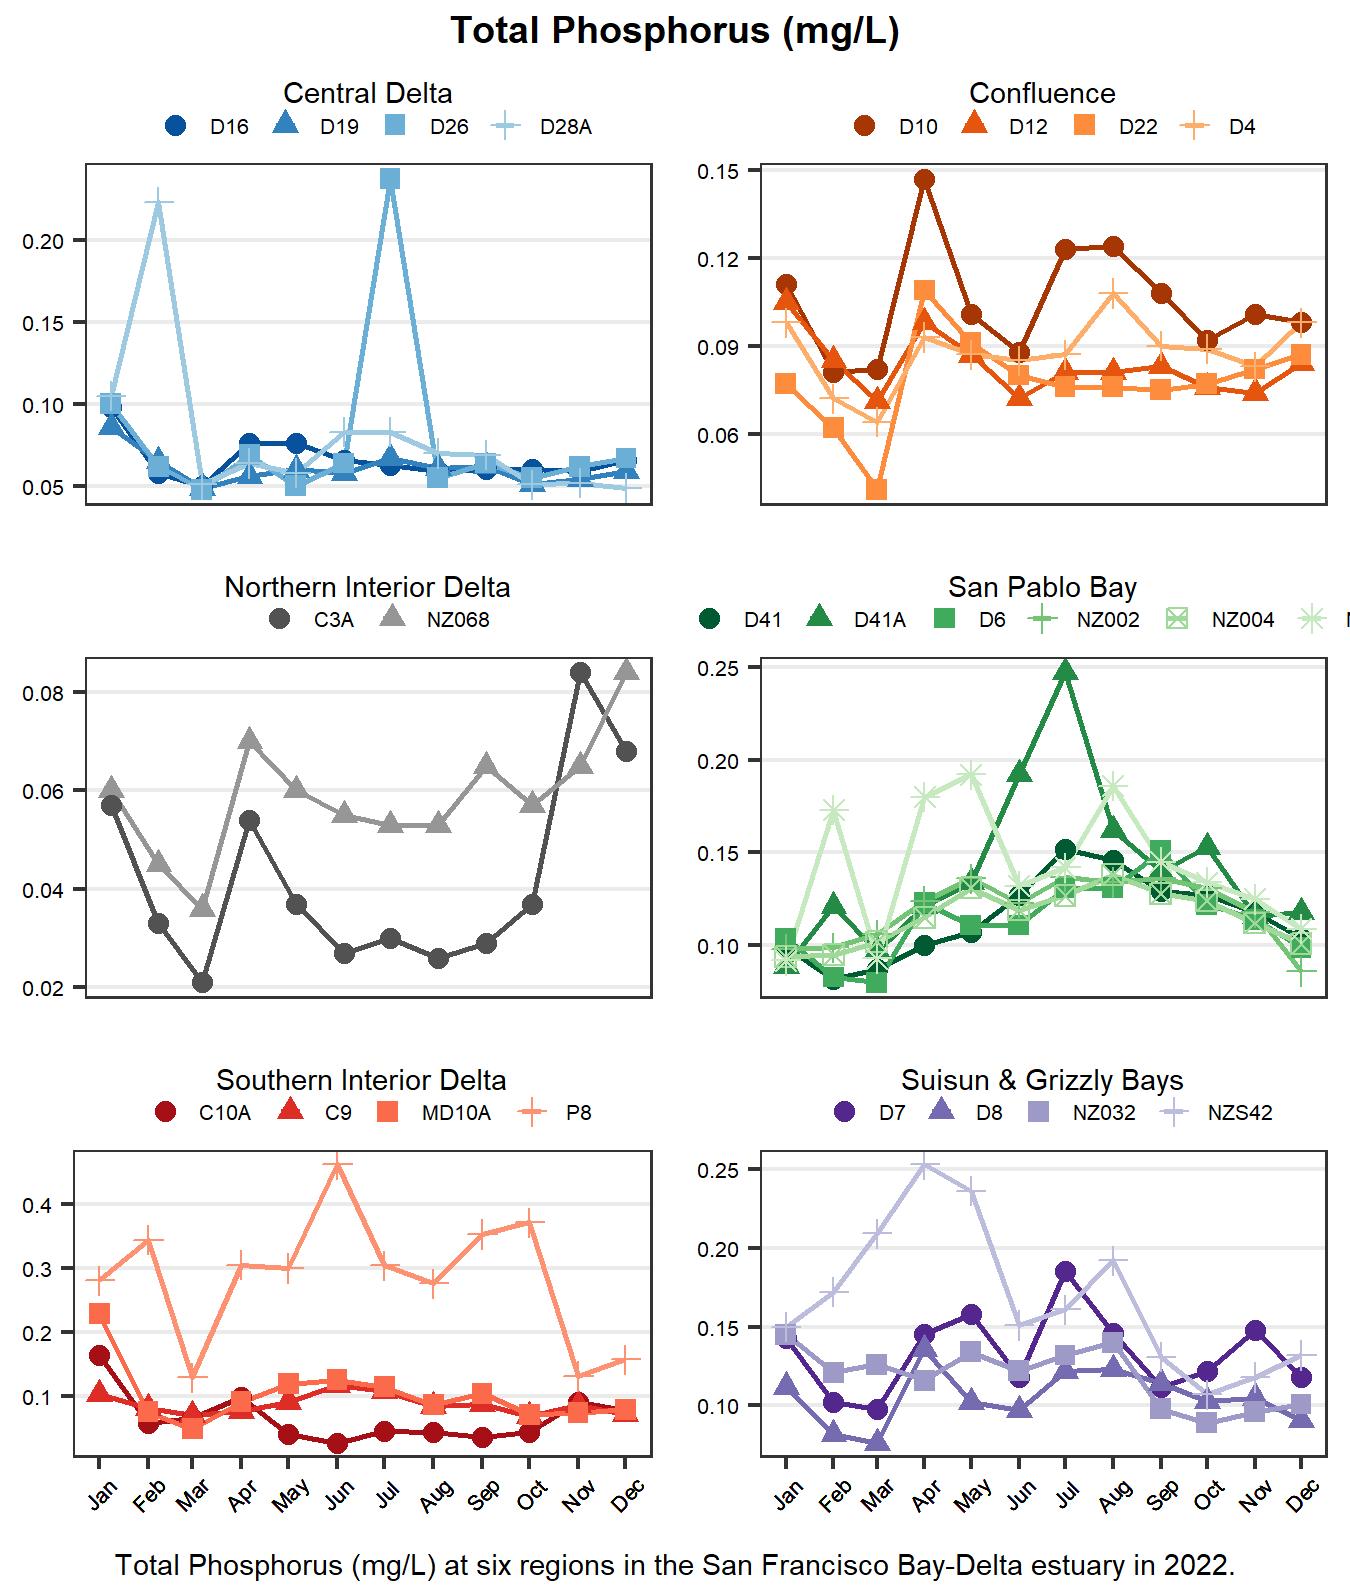 Total Phosphorus (mg/L)
Central Delta
D16 D19 D26 D28A
0.20
0.15
0.10
0.05
Confluence
D10 D12 D22 D4
0.15
0.12
0.09
0.06
Northern Interior Delta
C3A NZ068
0.08
0.06
0.04
0.02
San Pablo Bay
D41 D41A D6 NZ002 NZ004
0.25
0.20
0.15
0.10
Southern Interior Delta
C10A C9 MD10A P8
0.4
0.3
0.2
0.1
Jan Feb Mar Apr May Jun Jul Aug Sep Oct Nov Dec
Suisun & Grizzly Bays
D7 D8 NZ032 NZS42
0.25
0.20
0.15
0.10
Jan Feb Mar Apr May Jun Jul Aug Sep Oct Nov Dec
Total Phosphorus (mg/L) at six regions in the San Francisco Bay-Delta estuary in 2022.